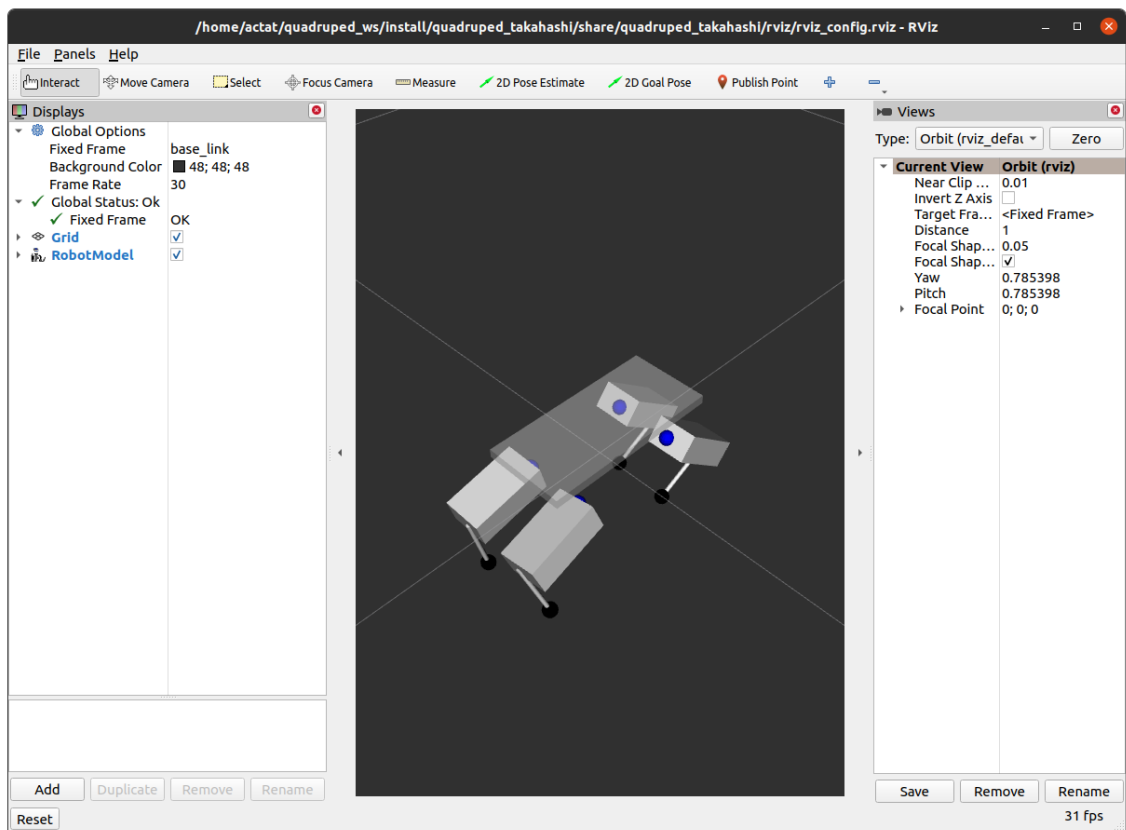 /home/actat/quadruped_ws/install/quadruped_takahashi/share/quadruped_takahashi/rviz/rviz_config.rviz - RViz
File Panels Help
Interact Move Camera Select Focus Camera Measure 2D Pose Estimate 2D Goal Pose Publish Point
Displays
Global Options
Fixed Frame base_link
Background Color 48; 48; 48
Frame Rate 30
Global Status: Ok
Fixed Frame OK
Grid
RobotModel
Add Duplicate Remove Rename
Reset
Views
Type: Orbit (rviz_defau Zero
Current View Orbit (rviz)
Near Clip ... 0.01
Invert Z Axis
Target Fra... <Fixed Frame>
Distance 1
Focal Shap... 0.05
Focal Shap...
Yaw 0.785398
Pitch 0.785398
Focal Point 0; 0; 0
Save Remove Rename
31 fps